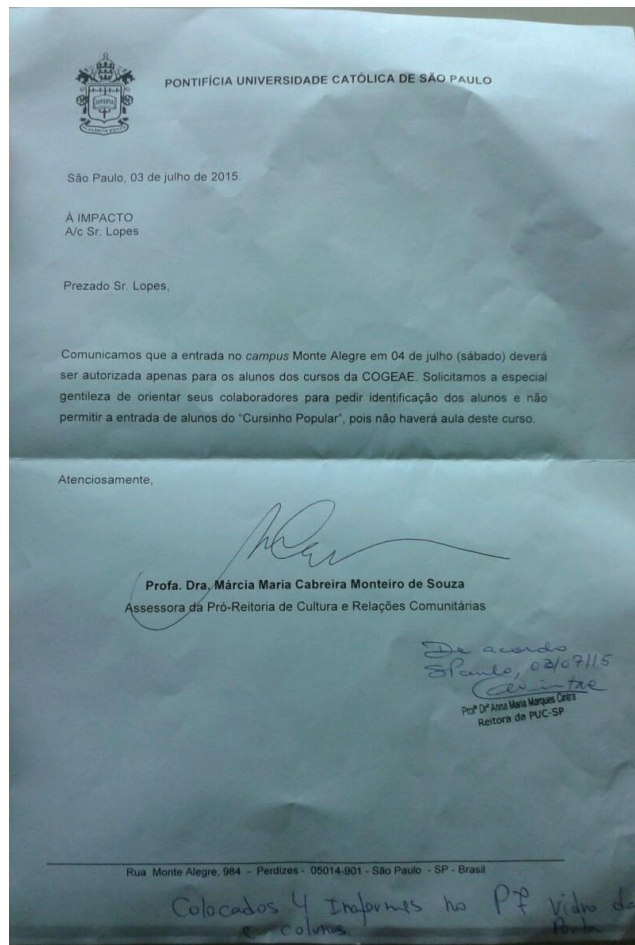 PONTIFÍCIA UNIVERSIDADE CATÓLICA DE SÃO PAULO
São Paulo, 03 de julho de 2015.
À IMPACTO
A/c Sr. Lopes
Prezado Sr. Lopes,
Comunicamos que a entrada no campus Monte Alegre em 04 de julho (sábado) deverá
ser autorizada apenas para os alunos dos cursos da COGEAE. Solicitamos a especial
gentileza de orientar seus colaboradores para pedir identificação dos alunos e não
permitir a entrada de alunos do "Cursinho Popular", pois não haverá aula deste curso.
Atenciosamente,
Profa. Dra. Márcia Maria Cabreira Monteiro de Souza
Assessora da Pró-Reitoria de Cultura e Relações Comunitárias
De acordo
SPaulo, 03/07/15
Profª Drª Anna Maria Marques Cintra
Reitora da PUC-SP
Rua Monte Alegre, 984 - Perdizes - 05014-901 - São Paulo - SP - Brasil
Colocados 4 Informes no P7 Vidro da
e colunas